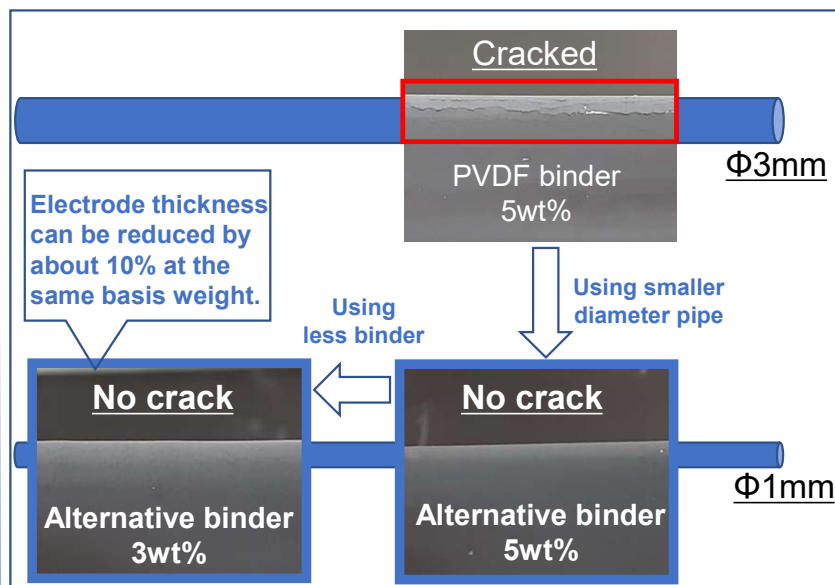 Cracked
PVDF binder
5wt%
Φ3mm
Electrode thickness
can be reduced by
about 10% at the
same basis weight.
Using smaller
diameter pipe
Using
less binder
No crack
Alternative binder
3wt%
No crack
Alternative binder
5wt%
Φ1mm